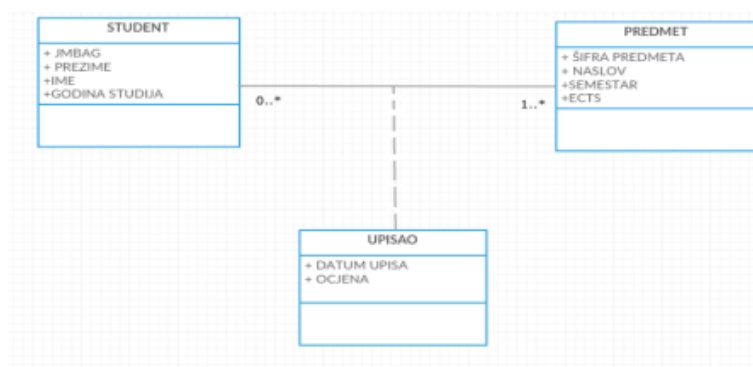 STUDENT
+ JMBAG
+ PREZIME
+IME
+GODINA STUDIJA
0..*
1..*
PREDMET
+ ŠIFRA PREDMETA
+ NASLOV
+SEMESTAR
+ECTS
UPISAO
+ DATUM UPISA
+ OCJENA